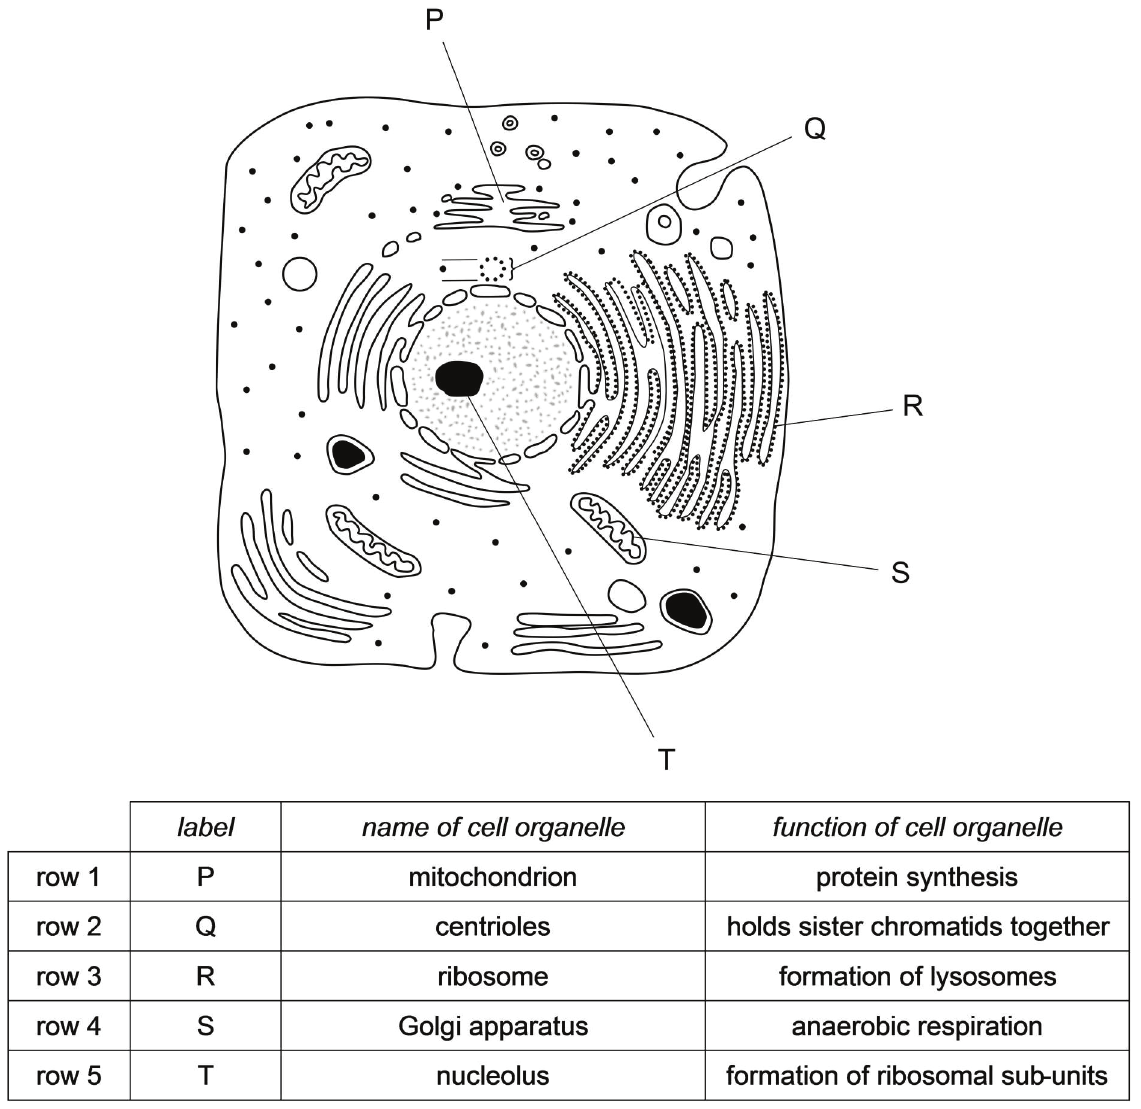 P
Q
R
S
T
label name of cell organelle function of cell organelle
row 1 P mitochondrion protein synthesis
row 2 Q centrioles holds sister chromatids together
row 3 R ribosome formation of lysosomes
row 4 S Golgi apparatus anaerobic respiration
row 5 T nucleolus formation of ribosomal sub-units